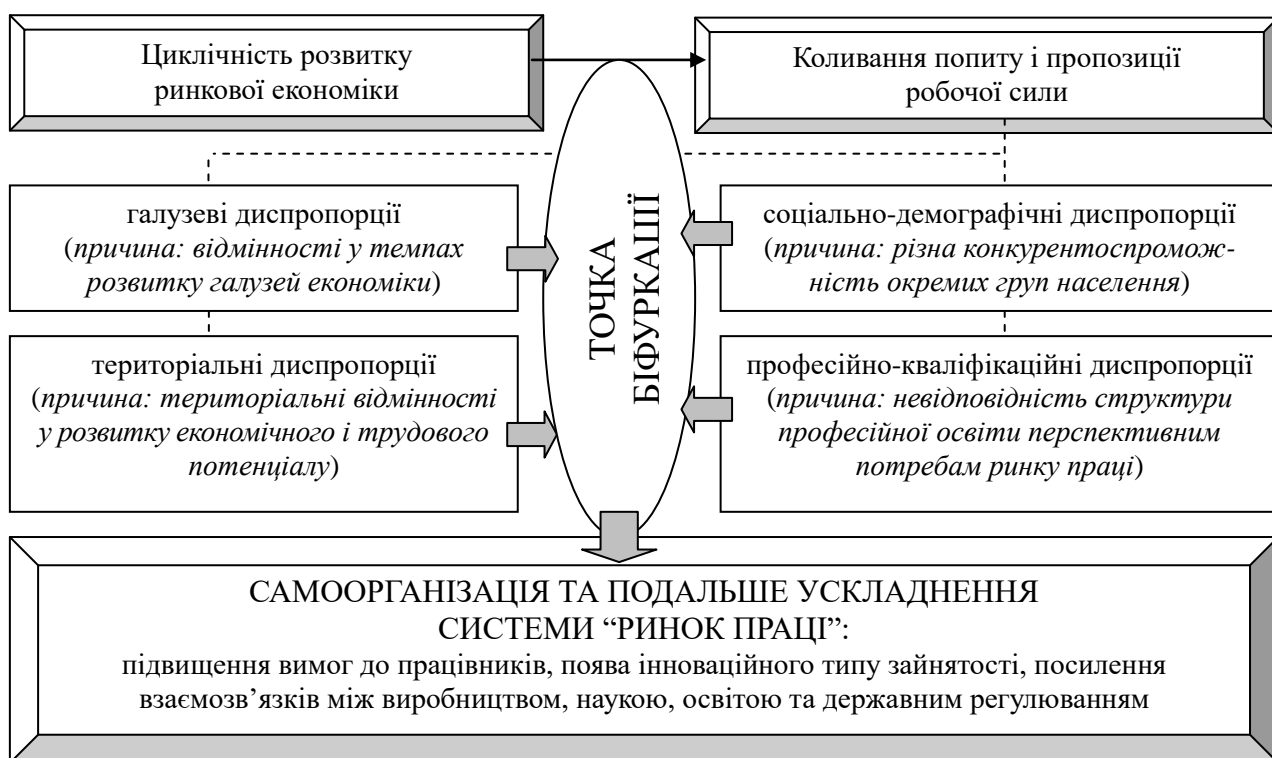 Циклічність розвитку
ринкової економіки
Коливання попиту і пропозиції
робочої сили
галузеві диспропорції
(причина: відмінності у темпах
розвитку галузей економіки)
соціально-демографічні диспропорції
(причина: різна конкурентоспромож-
ність окремих груп населення)
ТОЧКА
БІФУРКАЦІЇ
територіальні диспропорції
(причина: територіальні відмінності
у розвитку економічного і трудового
потенціалу)
професійно-кваліфікаційні диспропорції
(причина: невідповідність структури
професійної освіти перспективним
потребам ринку праці)
САМООРГАНІЗАЦІЯ ТА ПОДАЛЬШЕ УСКЛАДНЕННЯ
СИСТЕМИ “РИНОК ПРАЦІ”:
підвищення вимог до працівників, поява інноваційного типу зайнятості, посилення
взаємозв’язків між виробництвом, наукою, освітою та державним регулюванням